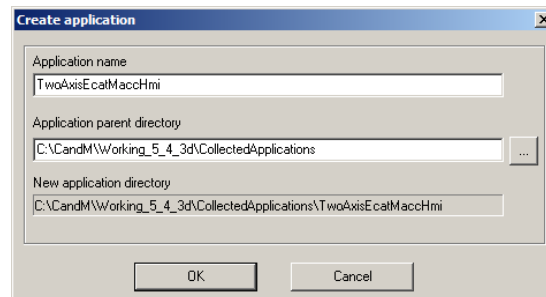 Create application
Application name
TwoAxisEcatMaccHmi
Application parent directory
C:\CandM\Working_5_4_3d\CollectedApplications
...
New application directory
C:\CandM\Working_5_4_3d\CollectedApplications\TwoAxisEcatMaccHmi
OK
Cancel